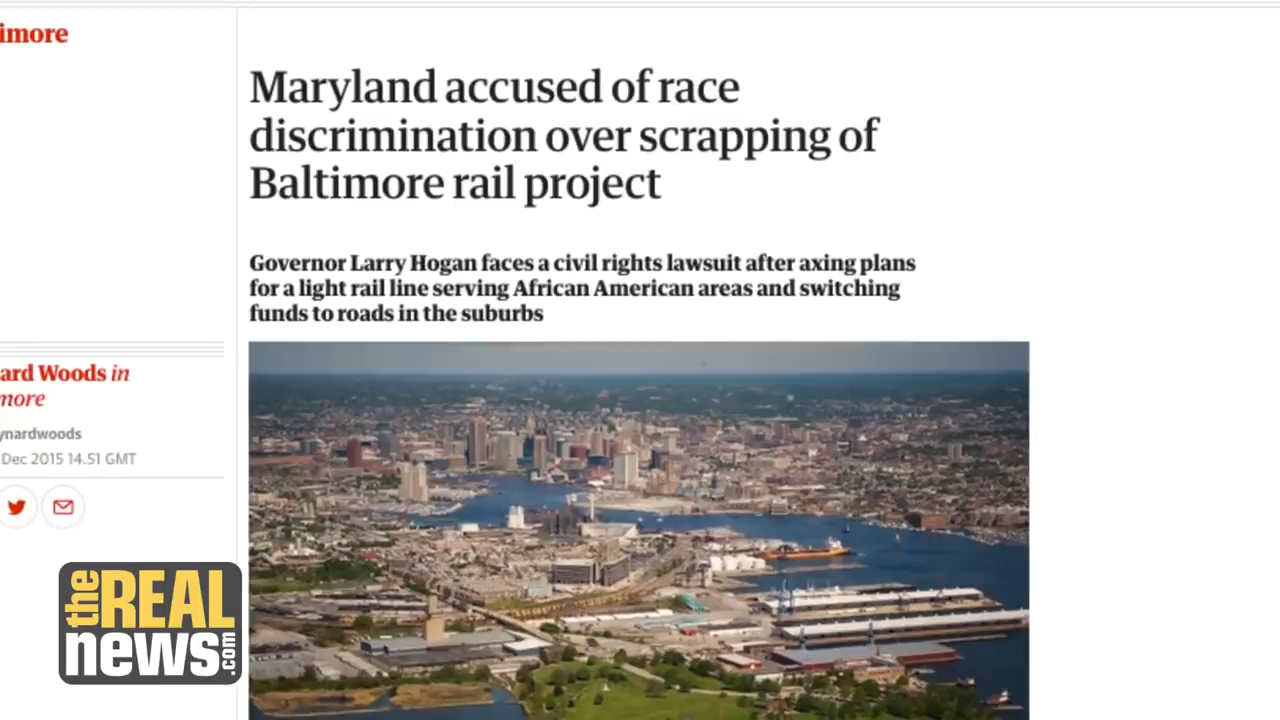 imore
Maryland accused of race
discrimination over scrapping of
Baltimore rail project
Governor Larry Hogan faces a civil rights lawsuit after axing plans
for a light rail line serving African American areas and switching
funds to roads in the suburbs
ard Woods in
more
ynardwoods
Dec 2015 14.51 GMT
the REAL
news.com